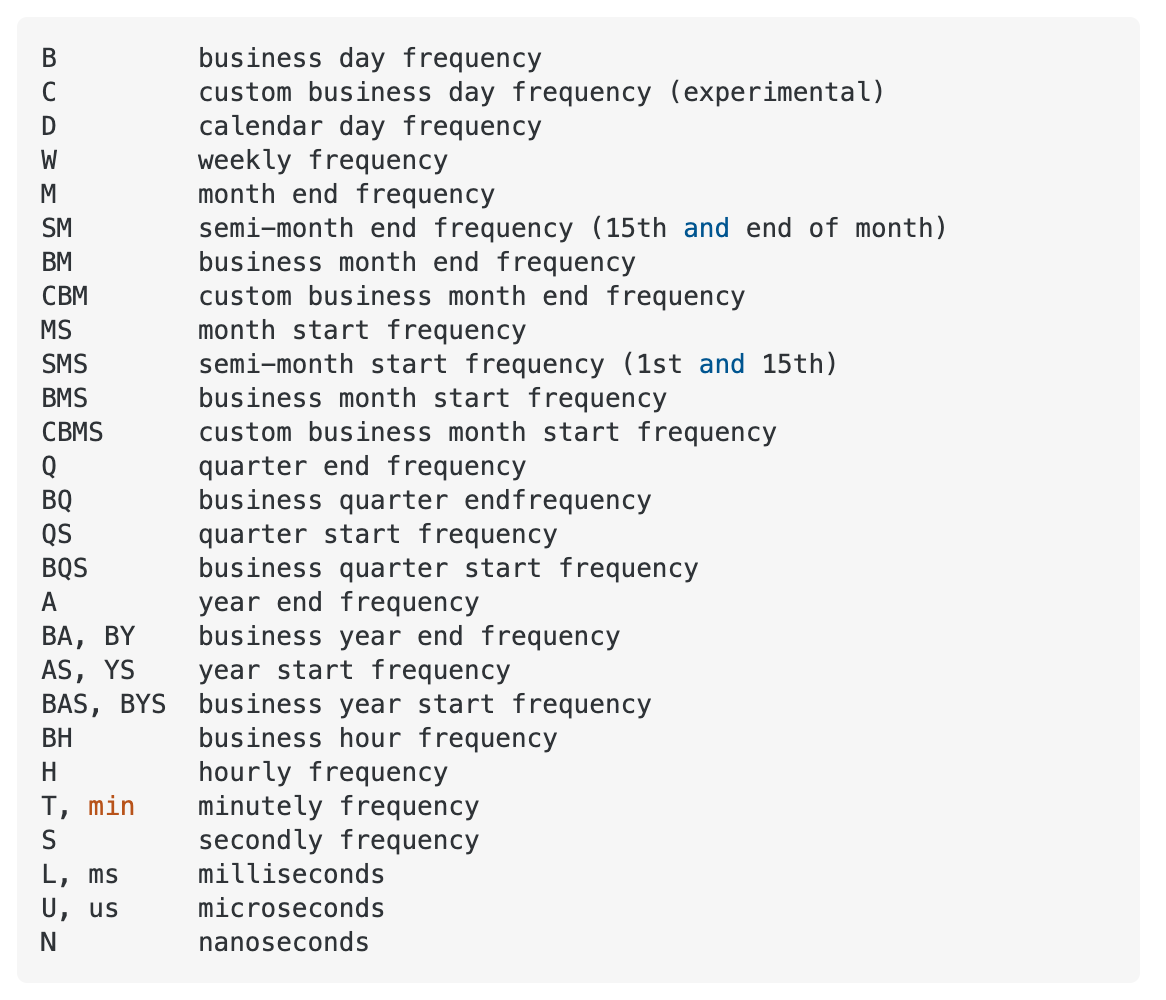 B         business day frequency
C         custom business day frequency (experimental)
D         calendar day frequency
W         weekly frequency
M         month end frequency
SM        semi-month end frequency (15th and end of month)
BM        business month end frequency
CBM       custom business month end frequency
MS        month start frequency
SMS       semi-month start frequency (1st and 15th)
BMS       business month start frequency
CBMS      custom business month start frequency
Q         quarter end frequency
BQ        business quarter endfrequency
QS        quarter start frequency
BQS       business quarter start frequency
A         year end frequency
BA, BY    business year end frequency
AS, YS    year start frequency
BAS, BYS  business year start frequency
BH        business hour frequency
H         hourly frequency
T, min    minutely frequency
S         secondly frequency
L, ms     milliseconds
U, us     microseconds
N         nanoseconds